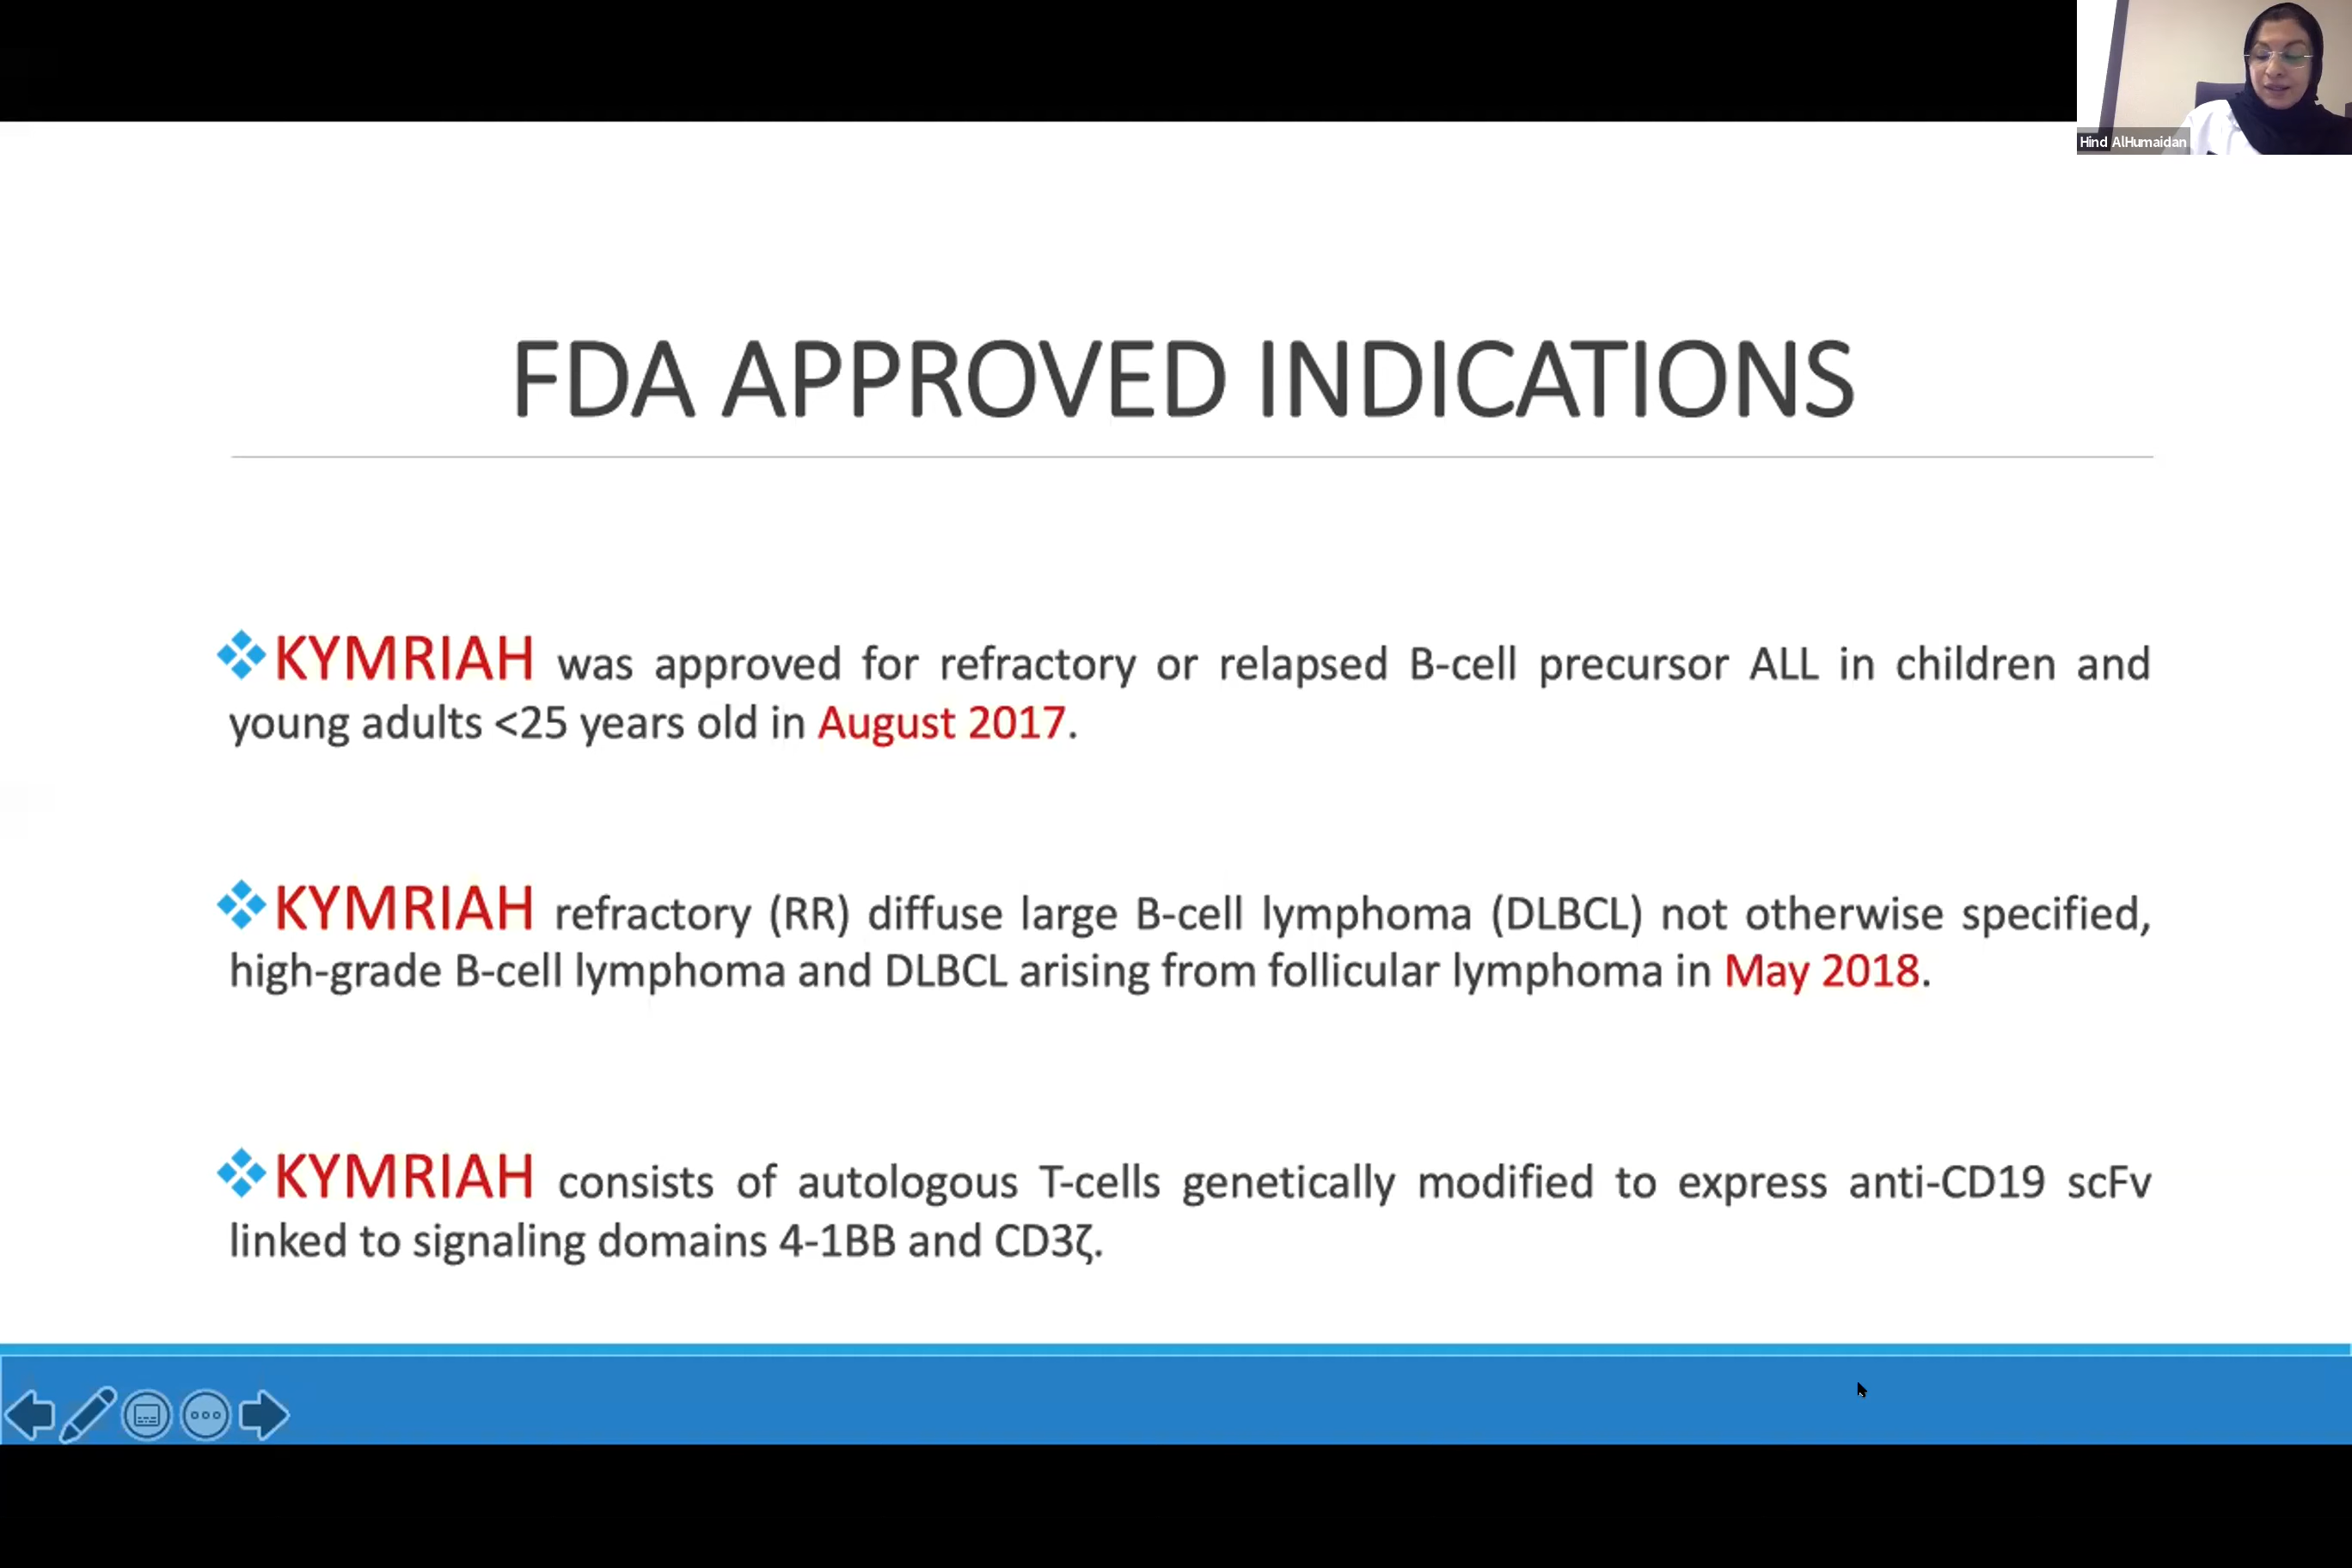 Hind AlHumaidan
FDA APPROVED INDICATIONS
KYMRIAH was approved for refractory or relapsed B-cell precursor ALL in children and
young adults <25 years old in August 2017.
KYMRIAH refractory (RR) diffuse large B-cell lymphoma (DLBCL) not otherwise specified,
high-grade B-cell lymphoma and DLBCL arising from follicular lymphoma in May 2018.
KYMRIAH consists of autologous T-cells genetically modified to express anti-CD19 scFv
linked to signaling domains 4-1BB and CD3ζ.